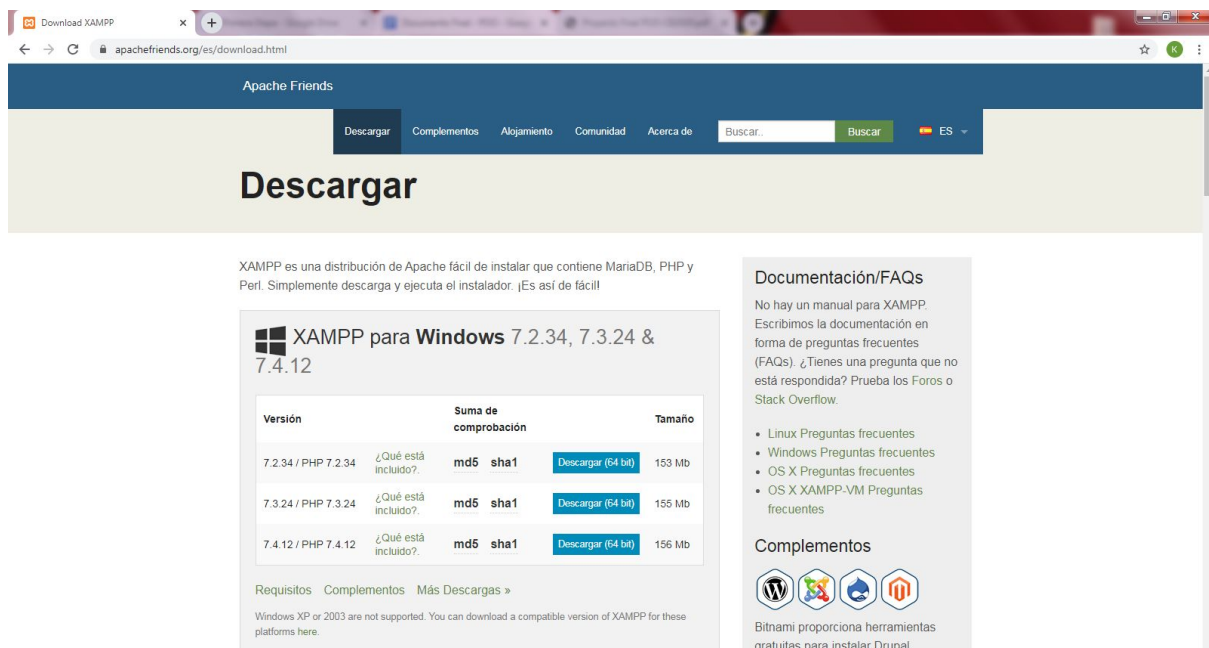 Download XAMPP
apachefriends.org/es/download.html
K
Apache Friends
Descargar Complementos Alojamiento Comunidad Acerca de Buscar.. Buscar ES
Descargar
XAMPP es una distribución de Apache fácil de instalar que contiene MariaDB, PHP y
Perl. Simplemente descarga y ejecuta el instalador. ¡Es así de fácil!
XAMPP para Windows 7.2.34, 7.3.24 &
7.4.12
Versión Suma de comprobación Tamaño
7.2.34 / PHP 7.2.34 ¿Qué está incluido?. md5 sha1 Descargar (64 bit) 153 Mb
7.3.24 / PHP 7.3.24 ¿Qué está incluido?. md5 sha1 Descargar (64 bit) 155 Mb
7.4.12 / PHP 7.4.12 ¿Qué está incluido?. md5 sha1 Descargar (64 bit) 156 Mb
Requisitos Complementos Más Descargas »
Windows XP or 2003 are not supported. You can download a compatible version of XAMPP for these
platforms here.
Documentación/FAQs
No hay un manual para XAMPP.
Escribimos la documentación en
forma de preguntas frecuentes
(FAQs). ¿Tienes una pregunta que no
está respondida? Prueba los Foros o
Stack Overflow.
• Linux Preguntas frecuentes
• Windows Preguntas frecuentes
• OS X Preguntas frecuentes
• OS X XAMPP-VM Preguntas
frecuentes
Complementos
Bitnami proporciona herramientas
gratuitas para instalar Drupal,